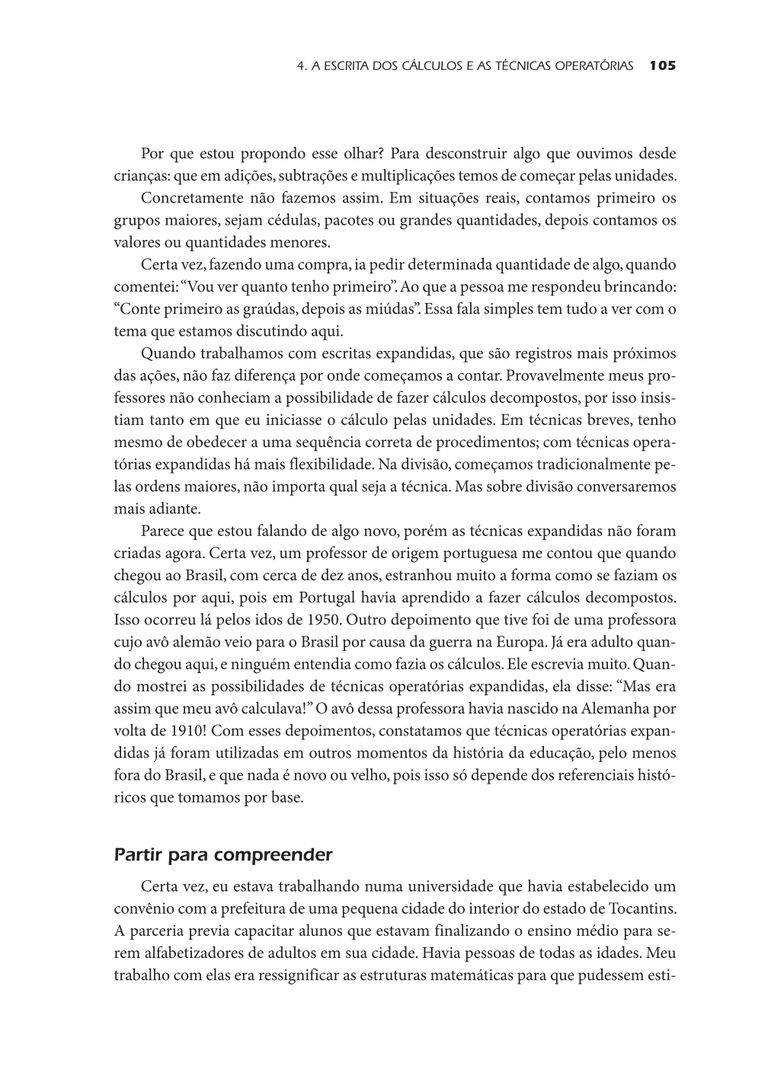 4. A ESCRITA DOS CÁLCULOS E AS TÉCNICAS OPERATÓRIAS 105
Por que estou propondo esse olhar? Para desconstruir algo que ouvimos desde
crianças: que em adições, subtrações e multiplicações temos de começar pelas unidades.
Concretamente não fazemos assim. Em situações reais, contamos primeiro os
grupos maiores, sejam cédulas, pacotes ou grandes quantidades, depois contamos os
valores ou quantidades menores.
Certa vez, fazendo uma compra, ia pedir determinada quantidade de algo, quando
comentei: “Vou ver quanto tenho primeiro”. Ao que a pessoa me respondeu brincando:
“Conte primeiro as graúdas, depois as miúdas”. Essa fala simples tem tudo a ver com o
tema que estamos discutindo aqui.
Quando trabalhamos com escritas expandidas, que são registros mais próximos
das ações, não faz diferença por onde começamos a contar. Provavelmente meus pro-
fessores não conheciam a possibilidade de fazer cálculos decompostos, por isso insis-
tiam tanto em que eu iniciasse o cálculo pelas unidades. Em técnicas breves, tenho
mesmo de obedecer a uma sequência correta de procedimentos; com técnicas opera-
tórias expandidas há mais flexibilidade. Na divisão, começamos tradicionalmente pe-
las ordens maiores, não importa qual seja a técnica. Mas sobre divisão conversaremos
mais adiante.
Parece que estou falando de algo novo, porém as técnicas expandidas não foram
criadas agora. Certa vez, um professor de origem portuguesa me contou que quando
chegou ao Brasil, com cerca de dez anos, estranhou muito a forma como se faziam os
cálculos por aqui, pois em Portugal havia aprendido a fazer cálculos decompostos.
Isso ocorreu lá pelos idos de 1950. Outro depoimento que tive foi de uma professora
cujo avô alemão veio para o Brasil por causa da guerra na Europa. Já era adulto quan-
do chegou aqui, e ninguém entendia como fazia os cálculos. Ele escrevia muito. Quan-
do mostrei as possibilidades de técnicas operatórias expandidas, ela disse: “Mas era
assim que meu avô calculava!” O avô dessa professora havia nascido na Alemanha por
volta de 1910! Com esses depoimentos, constatamos que técnicas operatórias expan-
didas já foram utilizadas em outros momentos da história da educação, pelo menos
fora do Brasil, e que nada é novo ou velho, pois isso só depende dos referenciais histó-
ricos que tomamos por base.
Partir para compreender
Certa vez, eu estava trabalhando numa universidade que havia estabelecido um
convênio com a prefeitura de uma pequena cidade do interior do estado de Tocantins.
A parceria previa capacitar alunos que estavam finalizando o ensino médio para se-
rem alfabetizadores de adultos em sua cidade. Havia pessoas de todas as idades. Meu
trabalho com elas era ressignificar as estruturas matemáticas para que pudessem esti-